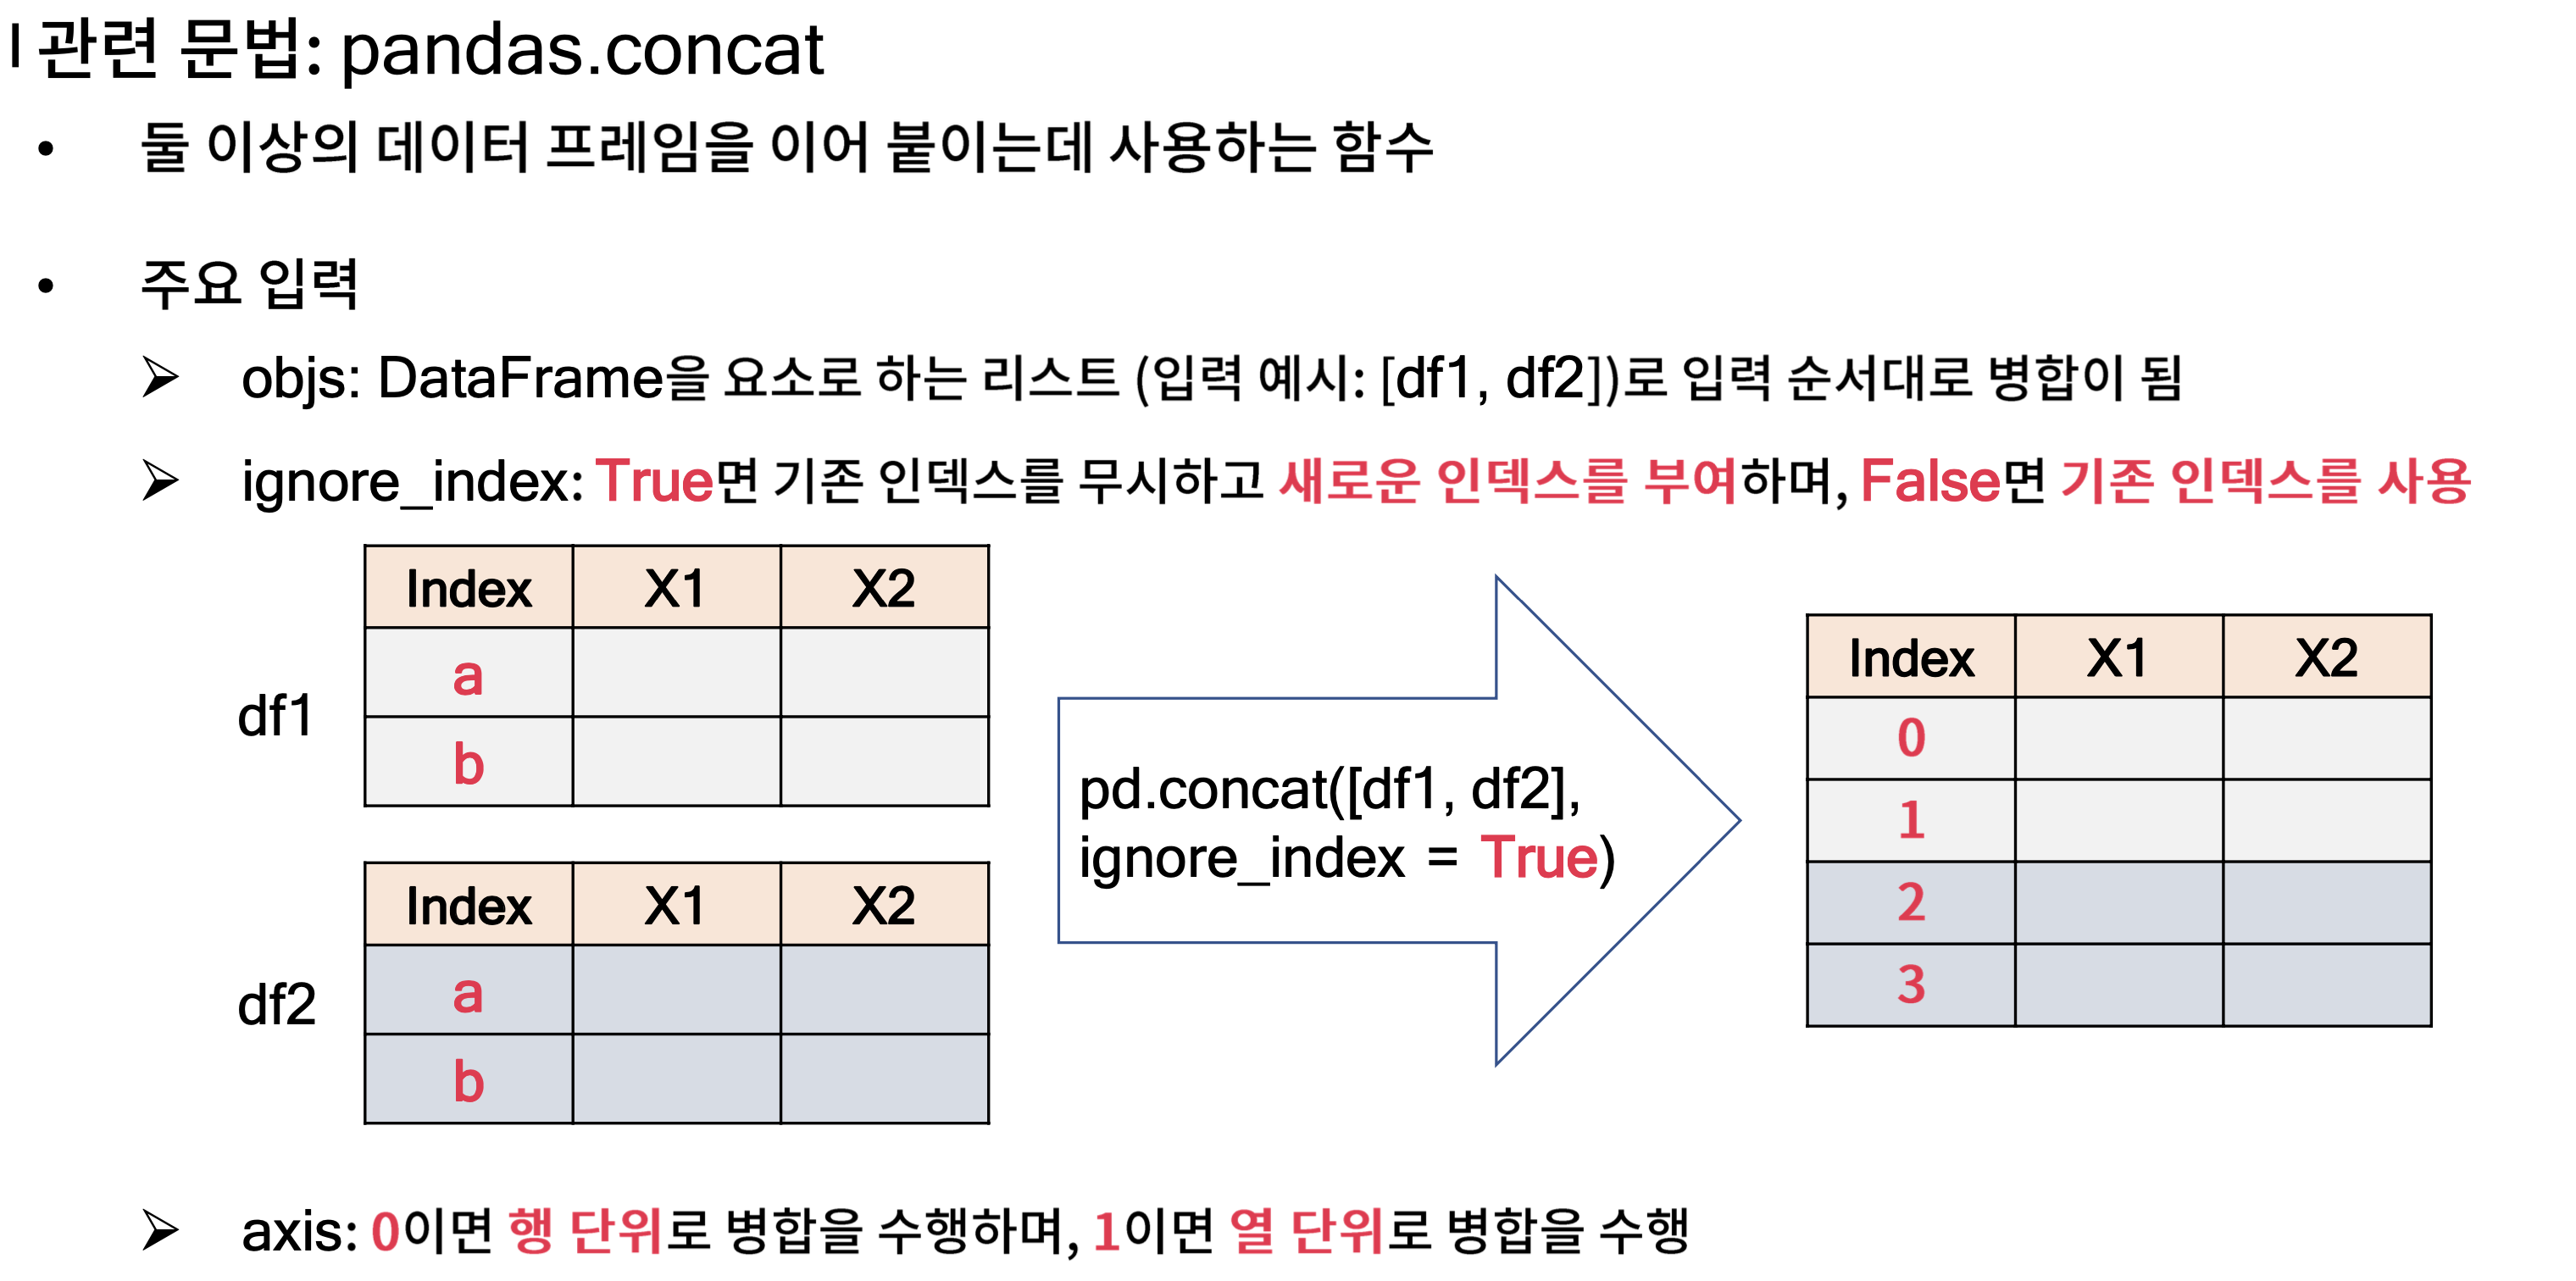 I 관련 문법: pandas.concat
• 둘 이상의 데이터 프레임을 이어 붙이는데 사용하는 함수
• 주요 입력
➢ objs: DataFrame을 요소로 하는 리스트 (입력 예시: [df1, df2])로 입력 순서대로 병합이 됨
➢ ignore_index: True면 기존 인덱스를 무시하고 새로운 인덱스를 부여하며, False면 기존 인덱스를 사용
df1
Index X1 X2
a
b
df2
Index X1 X2
a
b
pd.concat([df1, df2],
ignore_index = True)
Index X1 X2
0
1
2
3
➢ axis: 0이면 행 단위로 병합을 수행하며, 1이면 열 단위로 병합을 수행